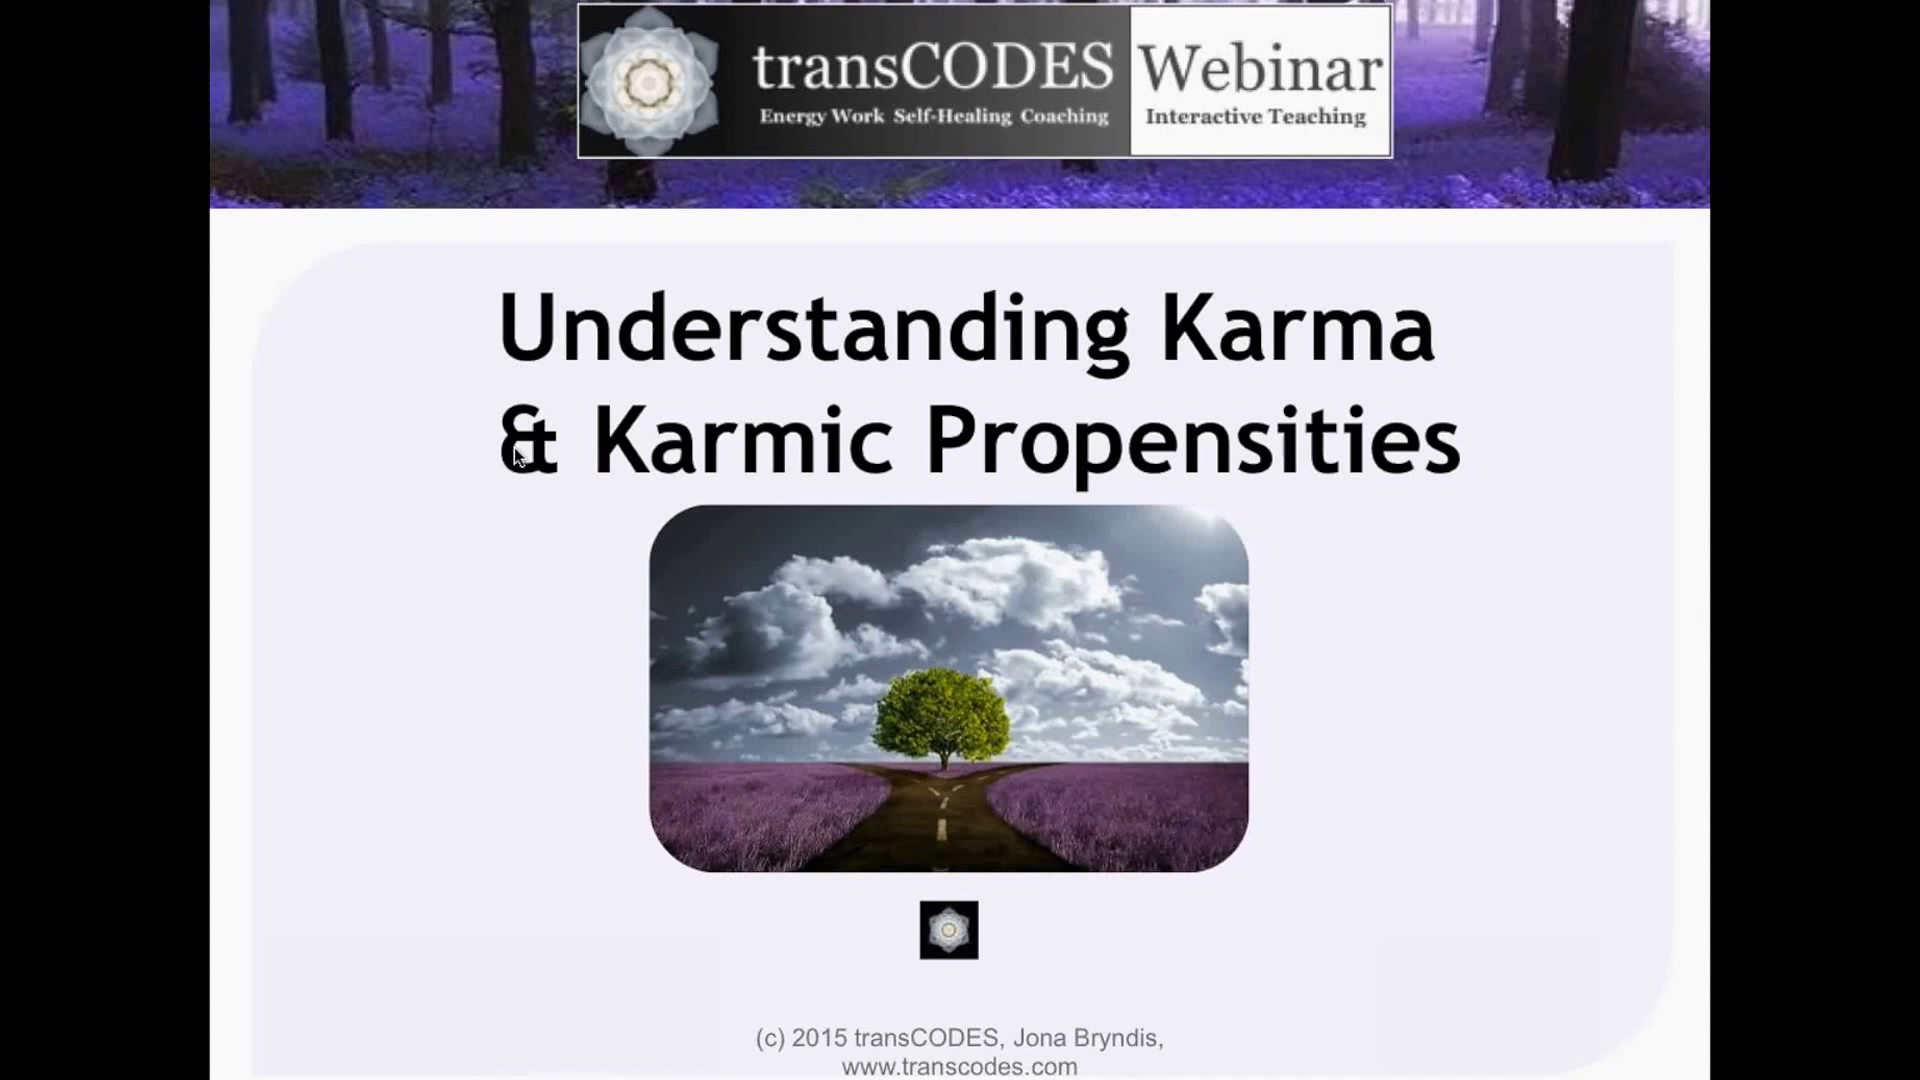 transCODES
Energy Work Self-Healing Coaching
Webinar
Interactive Teaching
Understanding Karma
& Karmic Propensities
(c) 2015 transCODES, Jona Bryndis,
www.transcodes.com